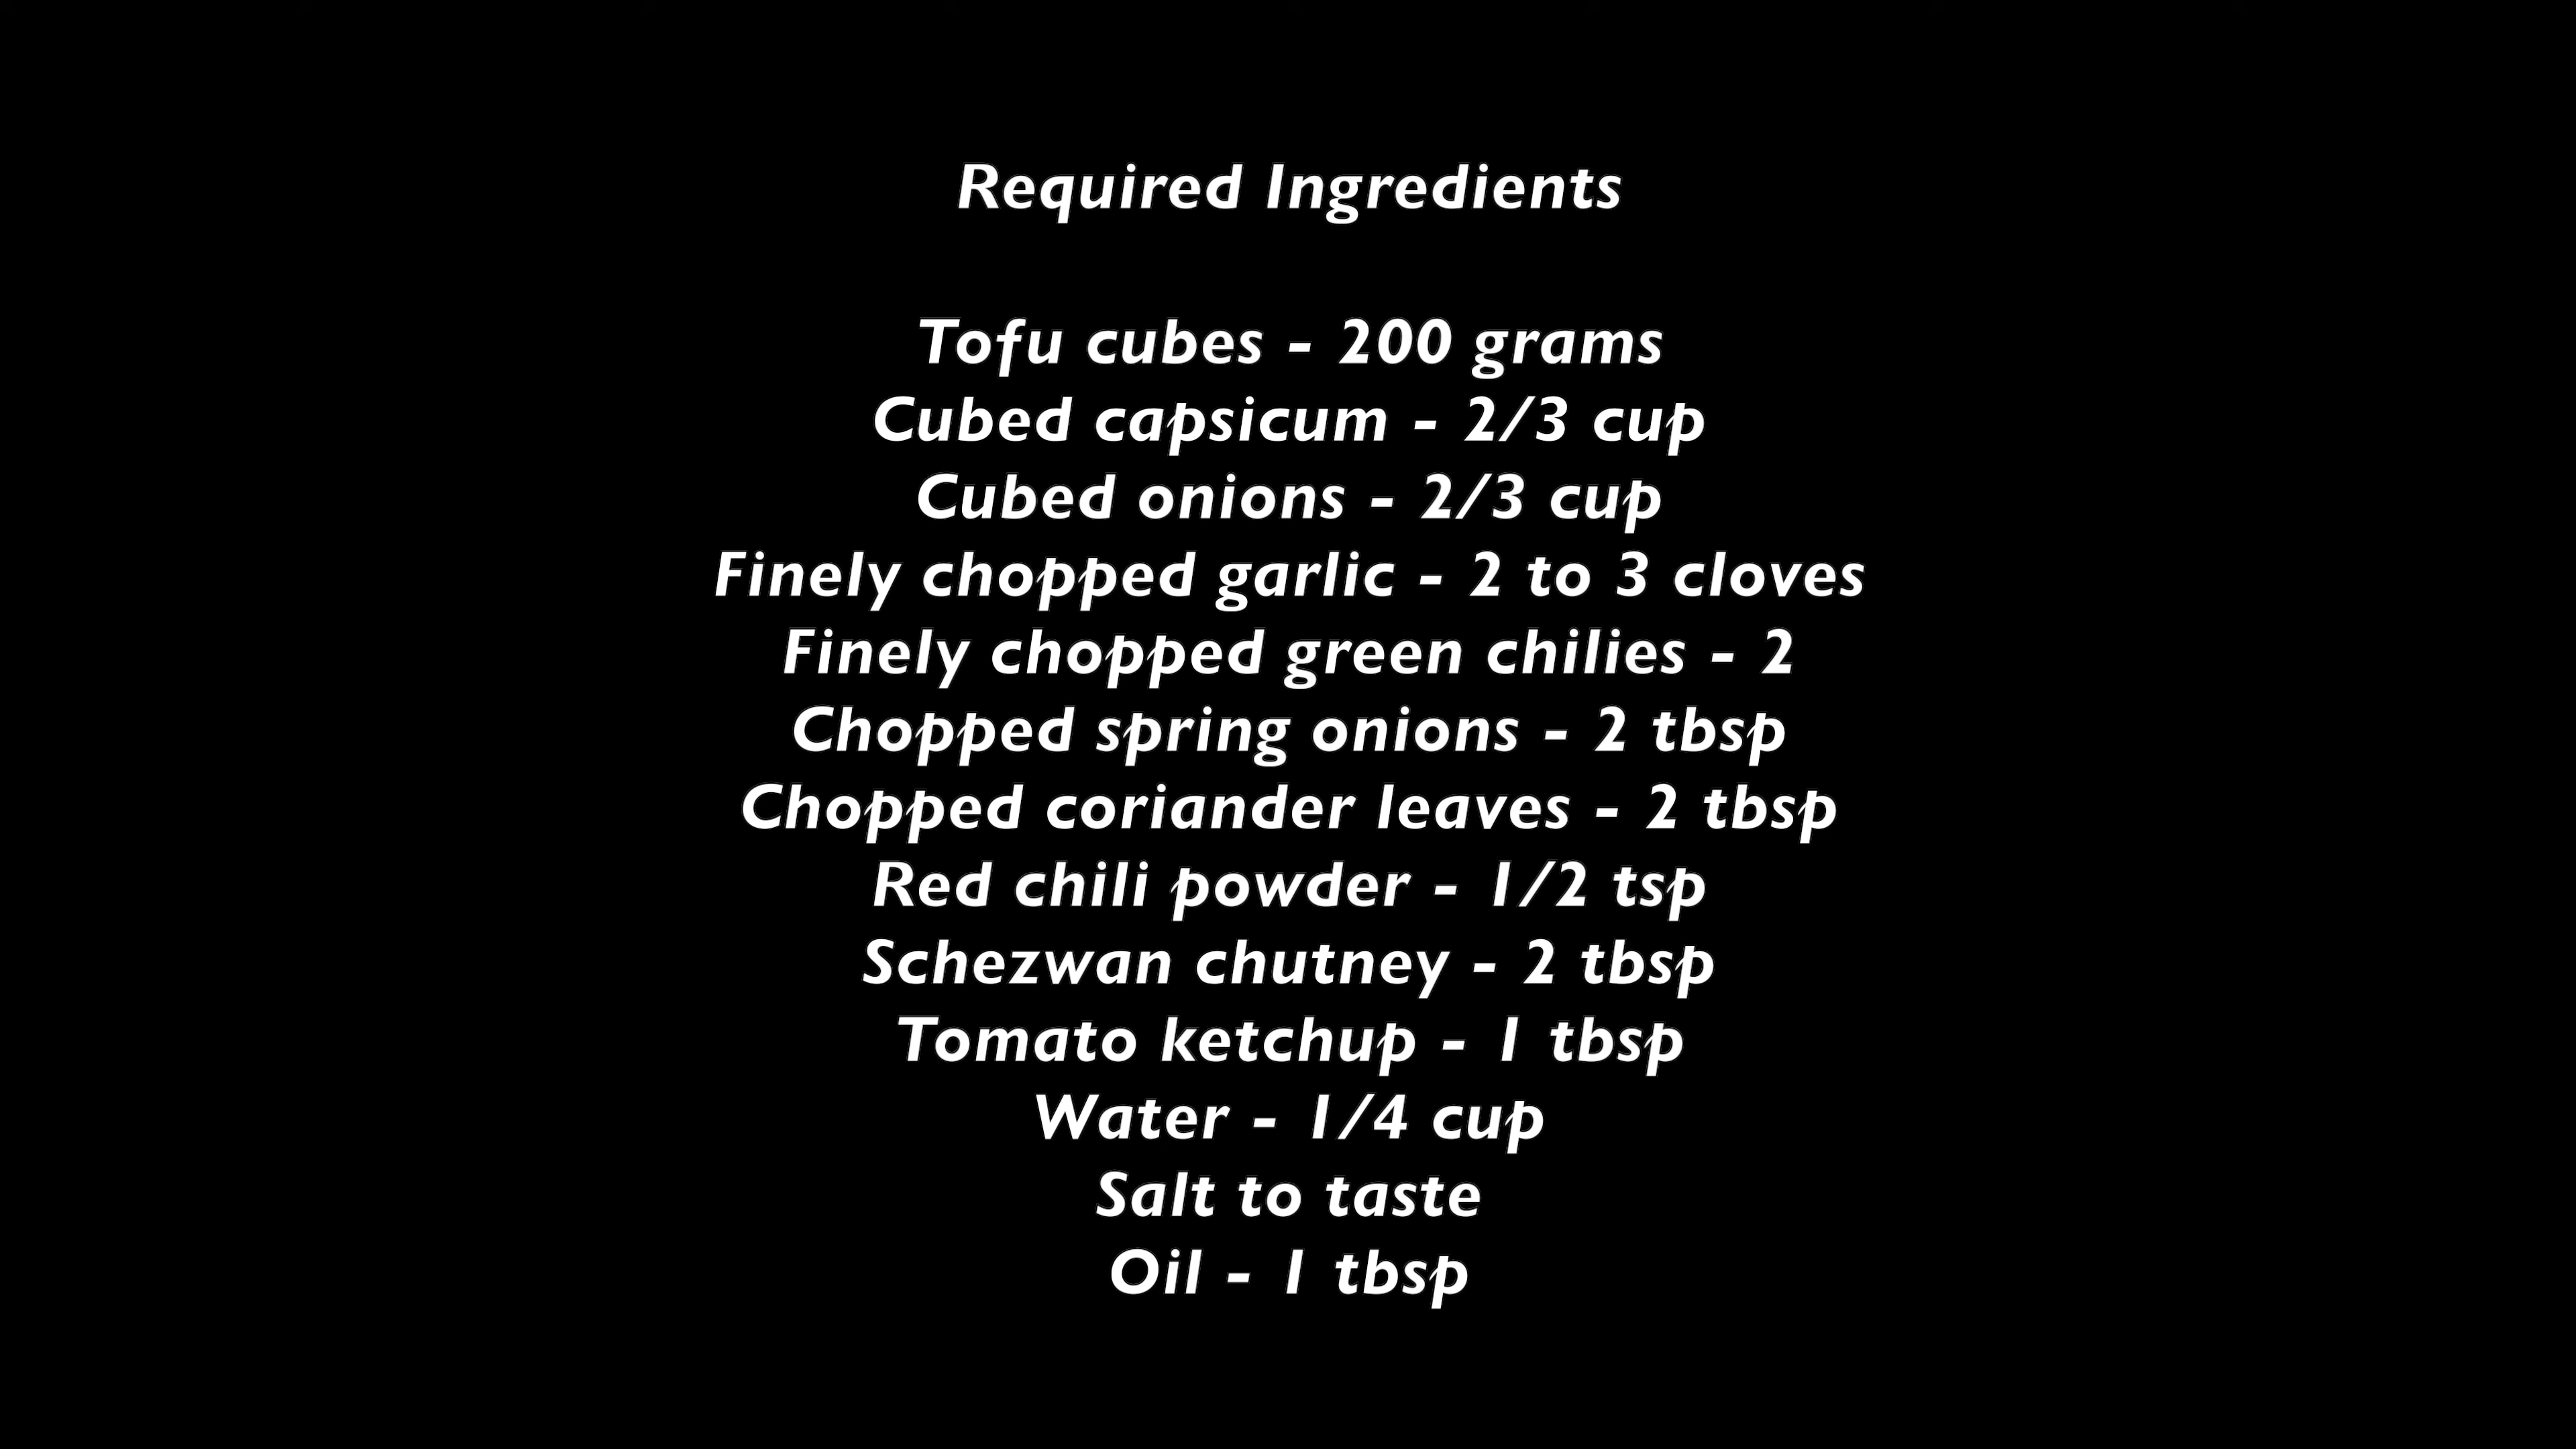 Required Ingredients
Tofu cubes - 200 grams
Cubed capsicum - 2/3 cup
Cubed onions - 2/3 cup
Finely chopped garlic - 2 to 3 cloves
Finely chopped green chilies - 2
Chopped spring onions - 2 tbsp
Chopped coriander leaves - 2 tbsp
Red chili powder - 1/2 tsp
Schezwan chutney - 2 tbsp
Tomato ketchup - 1 tbsp
Water - 1/4 cup
Salt to taste
Oil - 1 tbsp